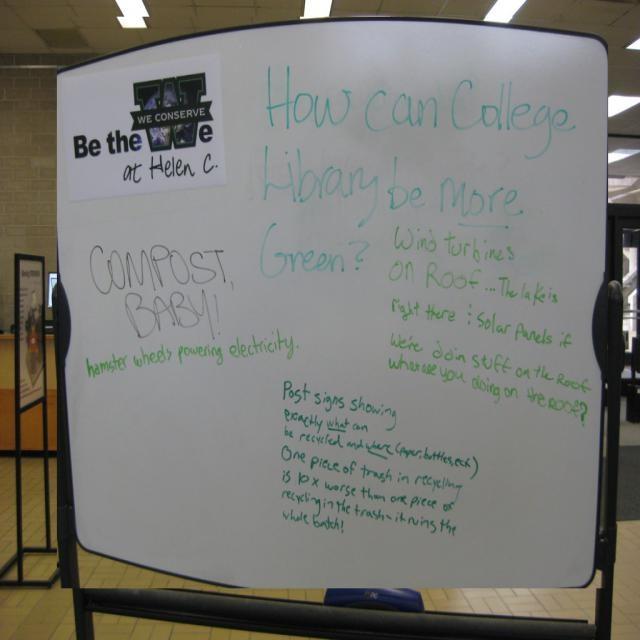 WE CONSERVE
Be the We
at Helen C.
How can College
Library be more
Green?
COMPOST,
BABY!
hamster wheels powering electricity.
Wind turbines
on Roof... The lake is
right there : Solar Panels if
We're doin stuff on the Roof
what are you doing on the roof?
Post signs showing
exactly what can
be recycled and where (paper, bottles, etc)
One piece of trash in recycling
is 10x worse than one piece of
recycling in the trash - it ruins the
whole batch!